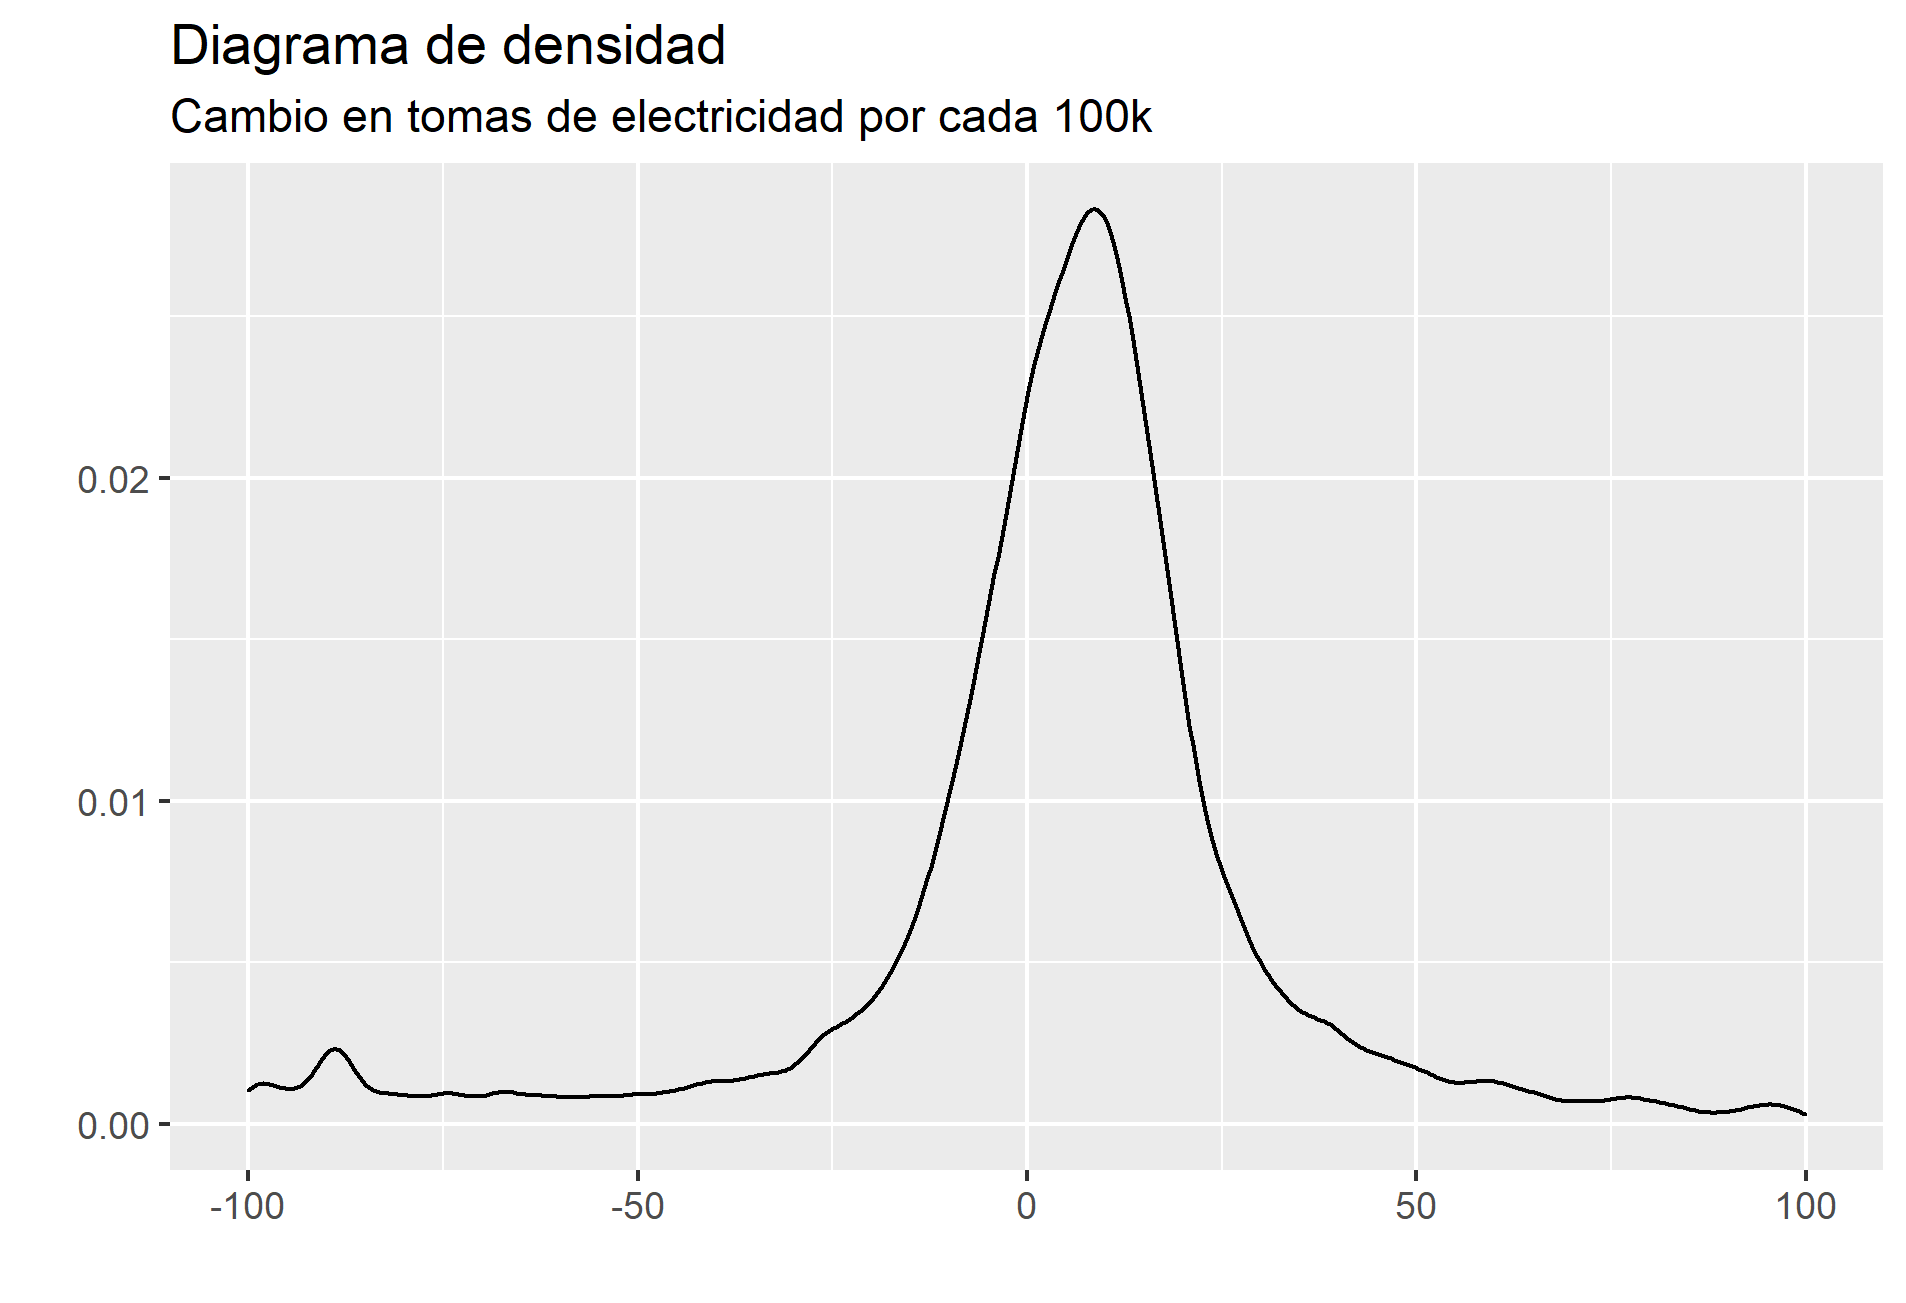 Diagrama de densidad
Cambio en tomas de electricidad por cada 100k
0.02
0.01
0.00
-100 -50 0 50 100